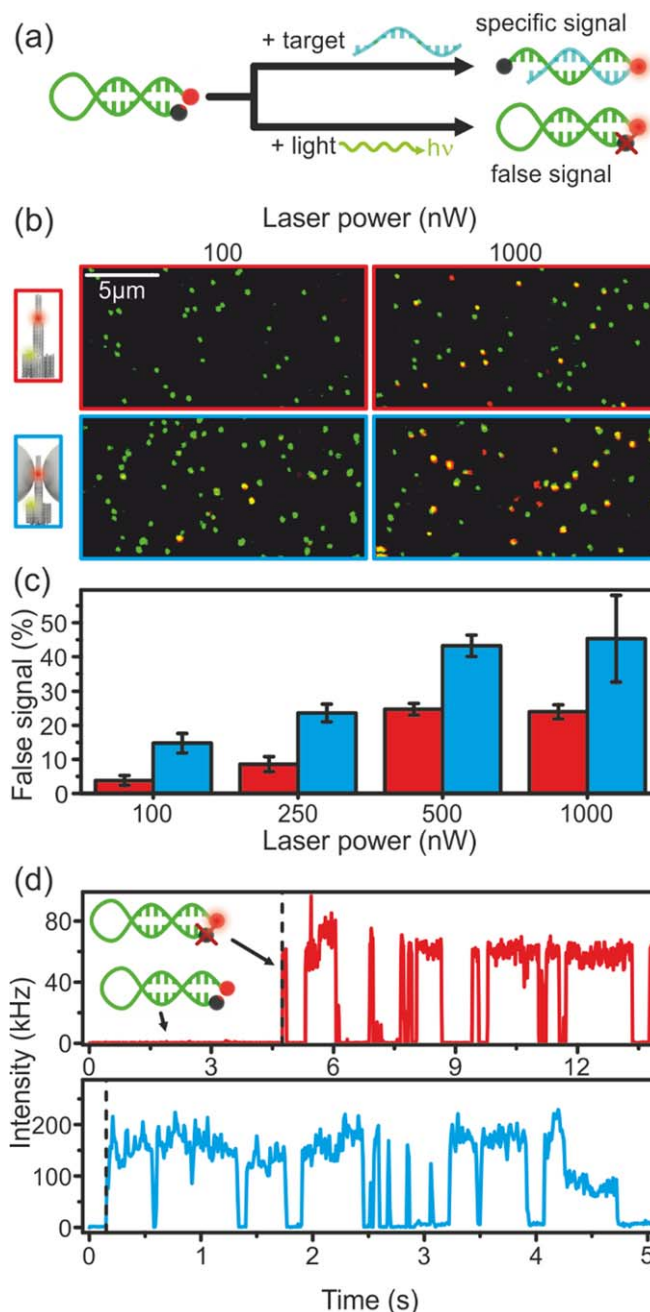 (a)
+ target
specific signal
+ light
hν
false signal
(b)
Laser power (nW)
100
1000
5µm
(c)
False signal (%)
50
40
30
20
10
0
100
250
500
1000
Laser power (nW)
(d)
Intensity (kHz)
80
40
0
0
3
6
9
12
200
100
0
0
1
2
3
4
5
Time (s)